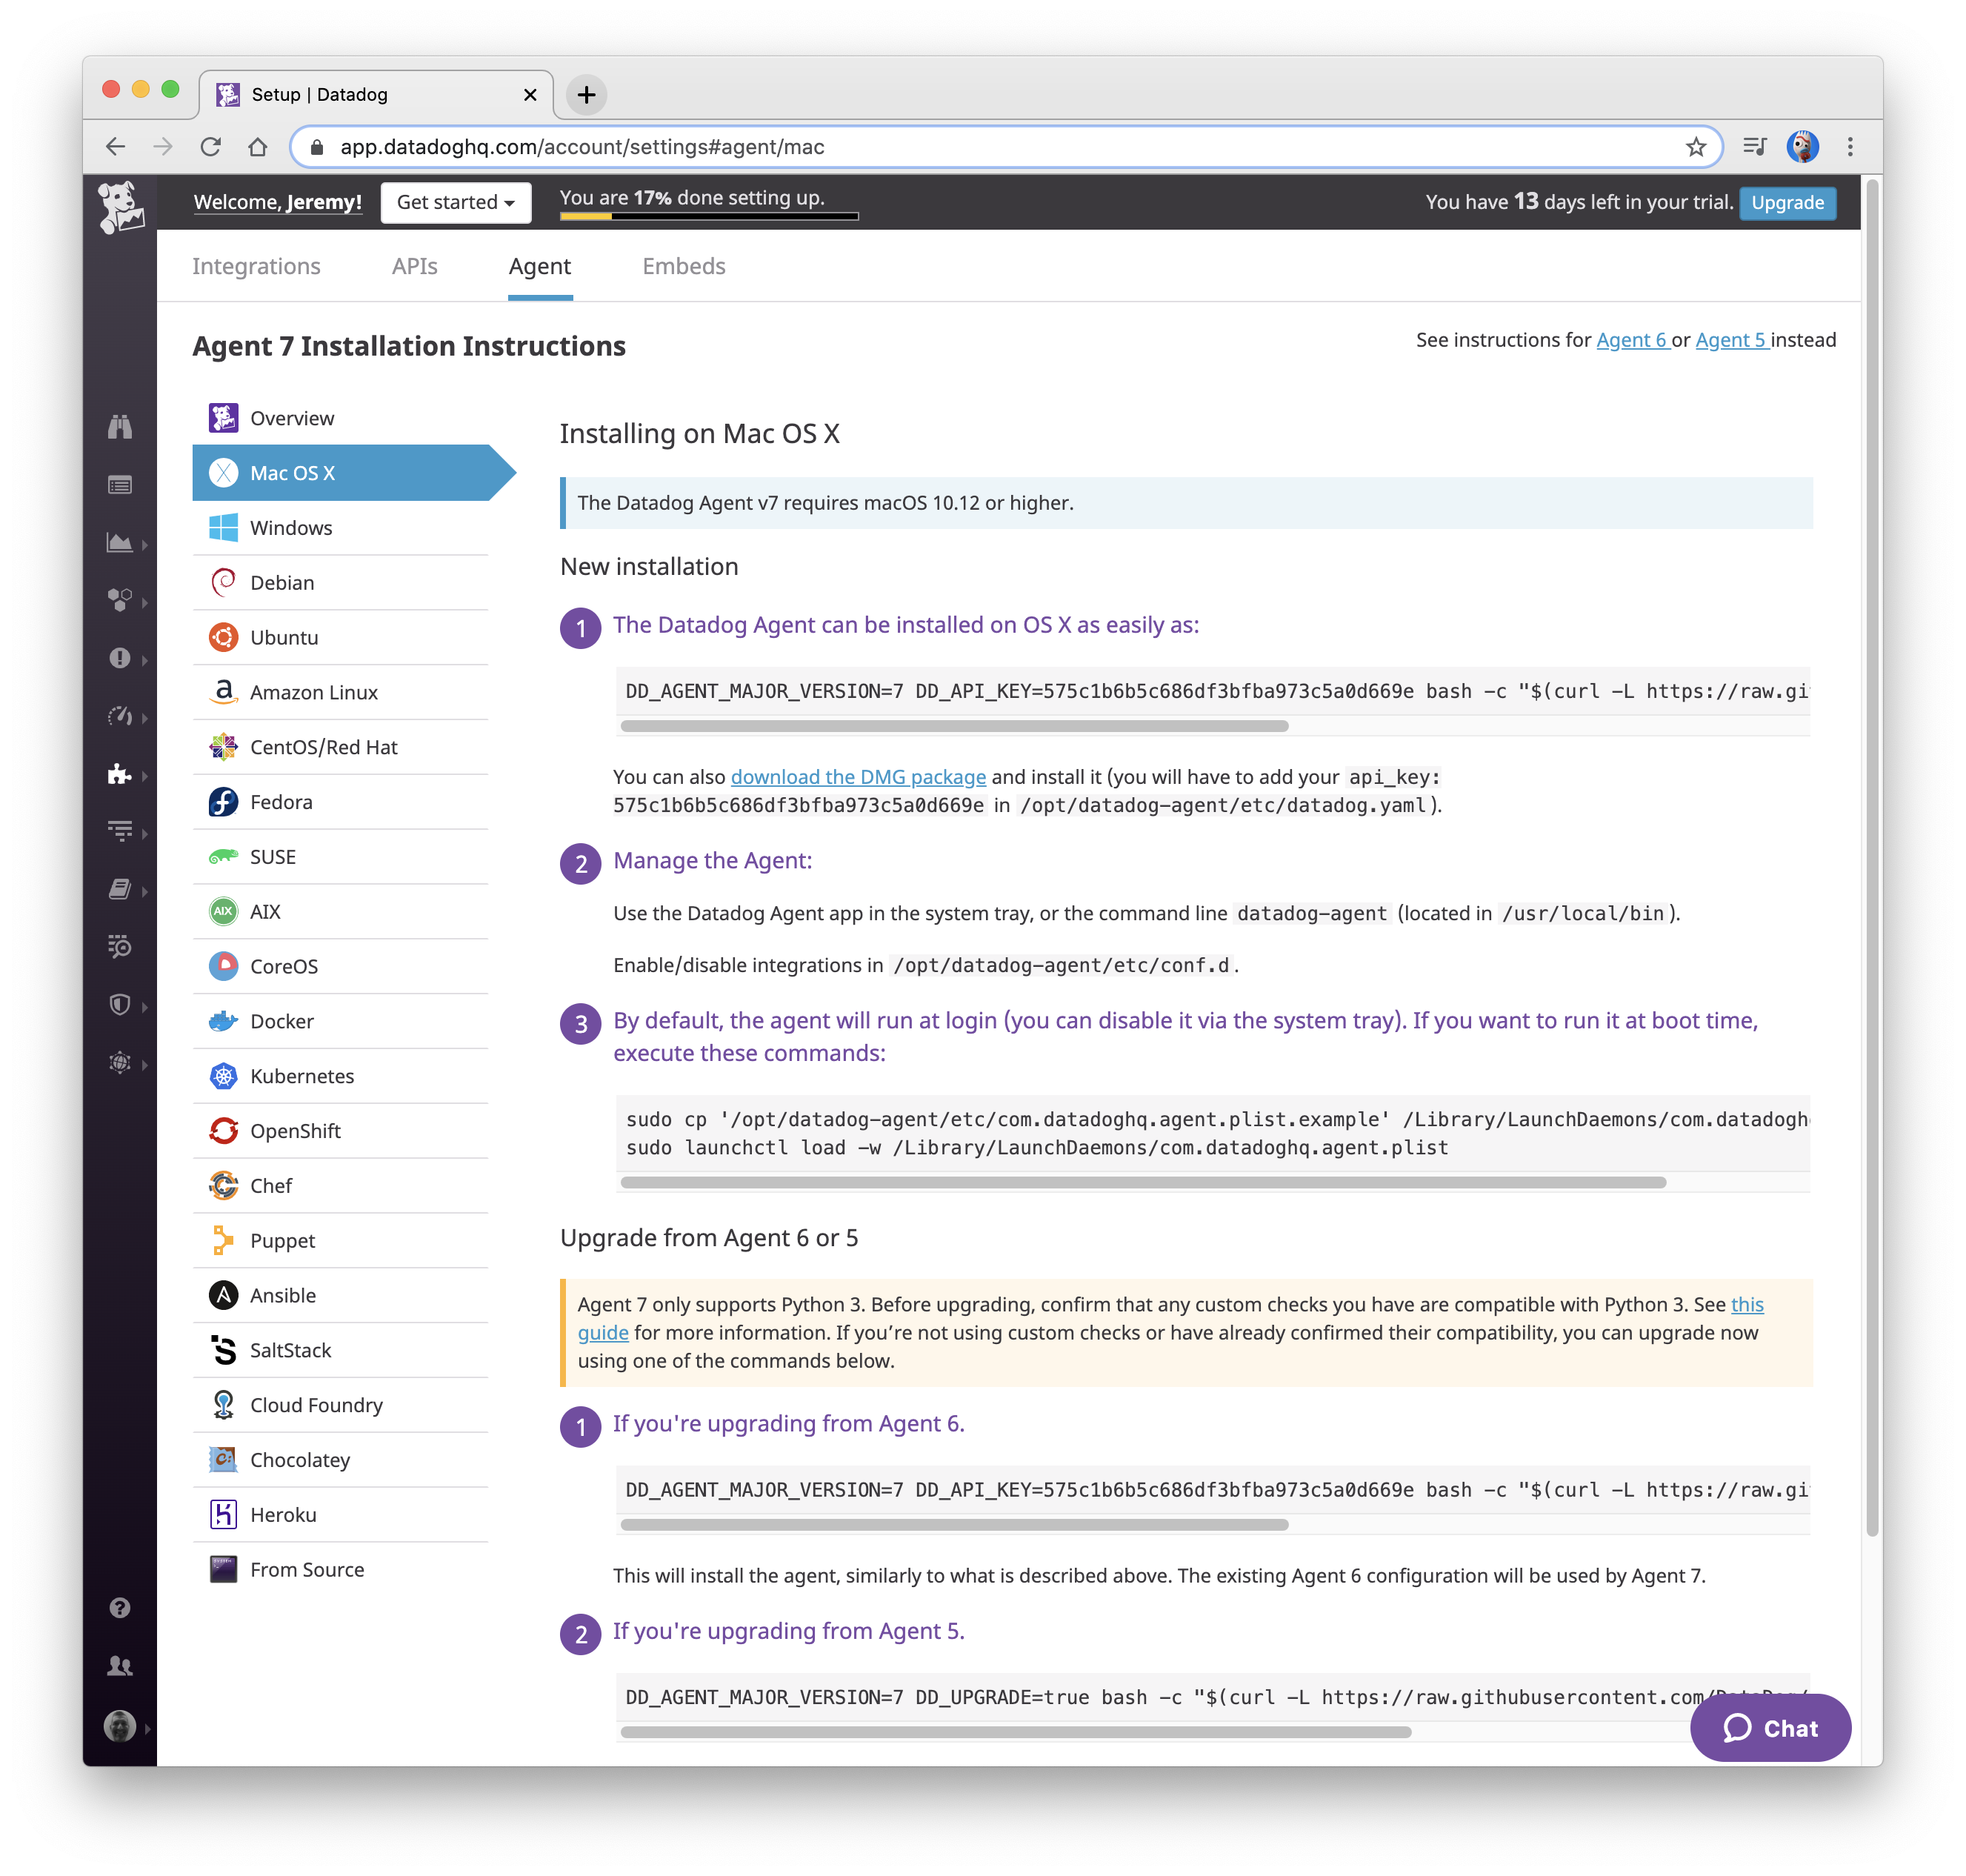 Setup | Datadog
app.datadoghq.com/account/settings#agent/mac
Welcome, Jeremy!
Get started
You are 17% done setting up.
You have 13 days left in your trial.
Upgrade
Integrations
APIs
Agent
Embeds
Agent 7 Installation Instructions
See instructions for Agent 6 or Agent 5 instead
Overview
Mac OS X
Windows
Debian
Ubuntu
Amazon Linux
CentOS/Red Hat
Fedora
SUSE
AIX
AIX
CoreOS
Docker
Kubernetes
OpenShift
Chef
Puppet
Ansible
SaltStack
Cloud Foundry
Chocolatey
Heroku
From Source
Installing on Mac OS X
The Datadog Agent v7 requires macOS 10.12 or higher.
New installation
1 The Datadog Agent can be installed on OS X as easily as:
DD_AGENT_MAJOR_VERSION=7 DD_API_KEY=575c1b6b5c686df3bfba973c5a0d669e bash -c "$(curl -L https://raw.gi
You can also download the DMG package and install it (you will have to add your api_key:
575c1b6b5c686df3bfba973c5a0d669e in /opt/datadog-agent/etc/datadog.yaml).
2 Manage the Agent:
Use the Datadog Agent app in the system tray, or the command line datadog-agent (located in /usr/local/bin).
Enable/disable integrations in /opt/datadog-agent/etc/conf.d.
3 By default, the agent will run at login (you can disable it via the system tray). If you want to run it at boot time,
execute these commands:
sudo cp '/opt/datadog-agent/etc/com.datadoghq.agent.plist.example' /Library/LaunchDaemons/com.datadogh
sudo launchctl load -w /Library/LaunchDaemons/com.datadoghq.agent.plist
Upgrade from Agent 6 or 5
Agent 7 only supports Python 3. Before upgrading, confirm that any custom checks you have are compatible with Python 3. See this
guide for more information. If you’re not using custom checks or have already confirmed their compatibility, you can upgrade now
using one of the commands below.
1 If you're upgrading from Agent 6.
DD_AGENT_MAJOR_VERSION=7 DD_API_KEY=575c1b6b5c686df3bfba973c5a0d669e bash -c "$(curl -L https://raw.gi
This will install the agent, similarly to what is described above. The existing Agent 6 configuration will be used by Agent 7.
2 If you're upgrading from Agent 5.
DD_AGENT_MAJOR_VERSION=7 DD_UPGRADE=true bash -c "$(curl -L https://raw.githubusercontent.com/
Chat